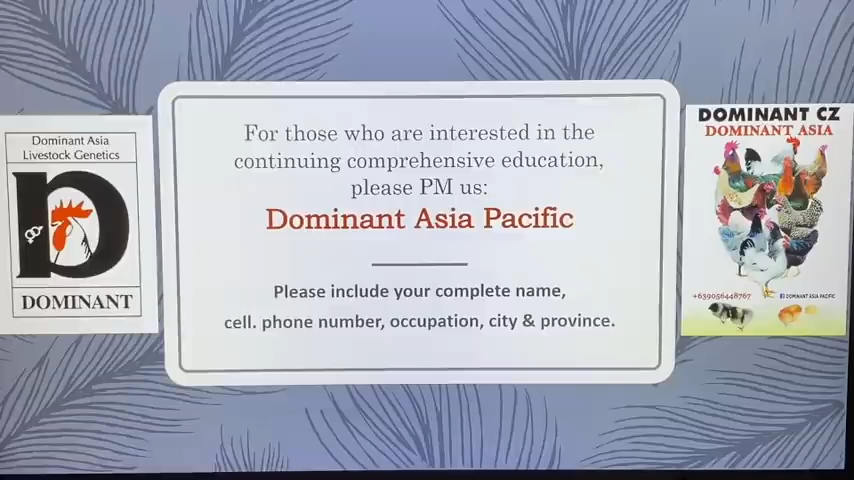 Dominant Asia
Livestock Genetics
DOMINANT
For those who are interested in the
continuing comprehensive education,
please PM us:
Dominant Asia Pacific
Please include your complete name,
cell. phone number, occupation, city & province.
DOMINANT CZ
DOMINANT ASIA
+639056448767
DOMINANT ASIA PACIFIC